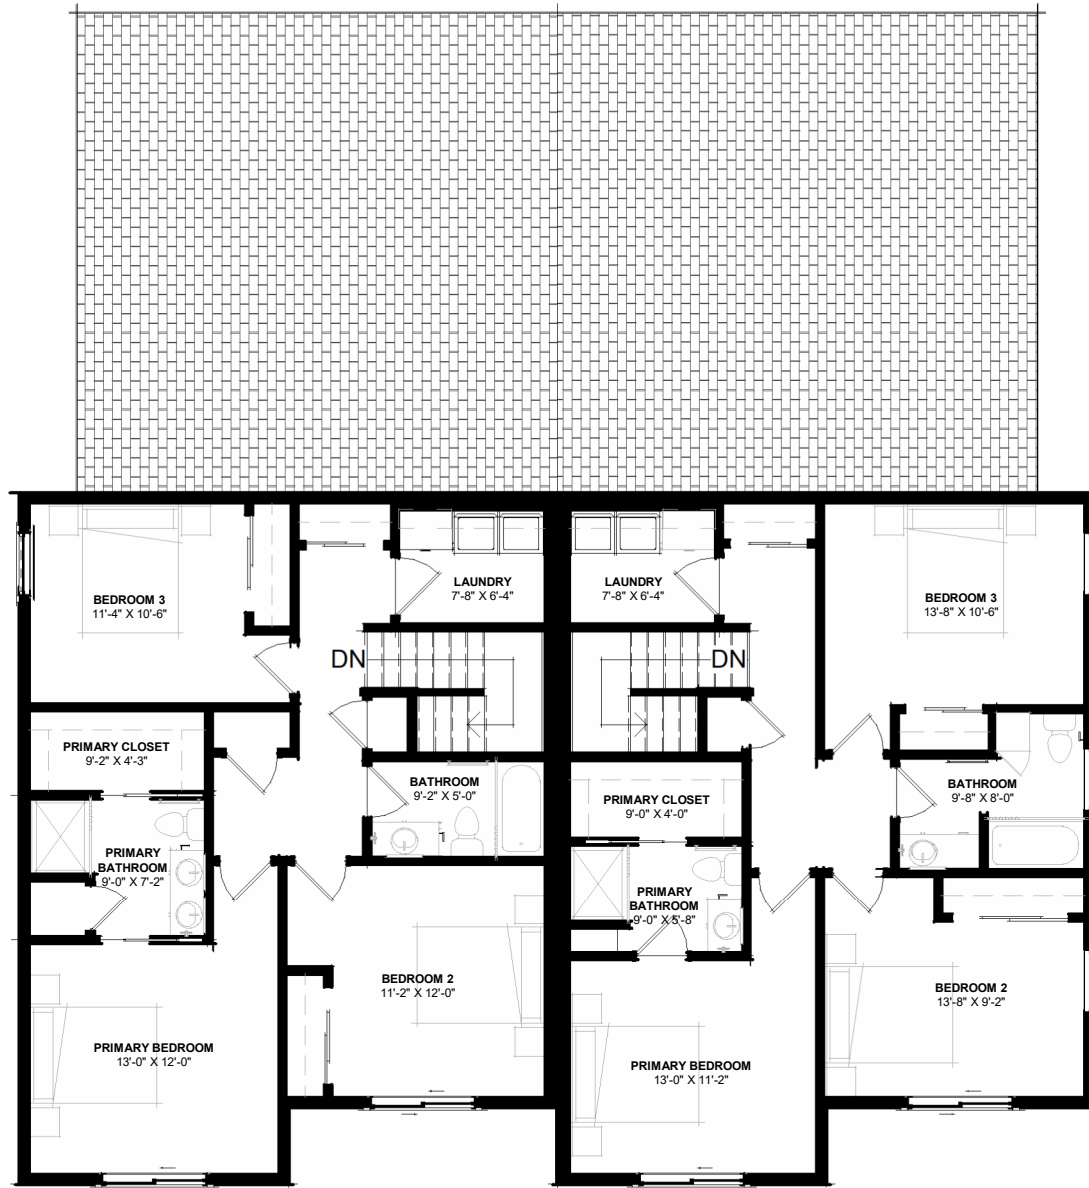 BEDROOM 3
11'-4" X 10'-6"
LAUNDRY
7'-8" X 6'-4"
LAUNDRY
7'-8" X 6'-4"
BEDROOM 3
13'-8" X 10'-6"
DN
DN
PRIMARY CLOSET
9'-2" X 4'-3"
BATHROOM
9'-2" X 5'-0"
PRIMARY CLOSET
9'-0" X 4'-0"
BATHROOM
9'-8" X 8'-0"
PRIMARY
BATHROOM
9'-0" X 7'-2"
PRIMARY
BATHROOM
9'-0" X 5'-8"
BEDROOM 2
11'-2" X 12'-0"
BEDROOM 2
13'-8" X 9'-2"
PRIMARY BEDROOM
13'-0" X 12'-0"
PRIMARY BEDROOM
13'-0" X 11'-2"